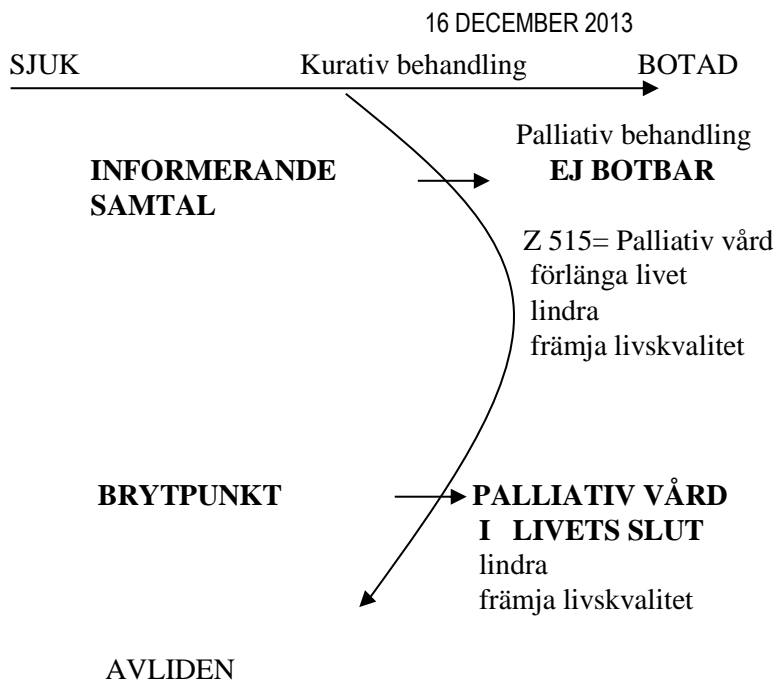 16 DECEMBER 2013
SJUK Kurativ behandling BOTAD
Palliativ behandling
INFORMERANDE EJ BOTBAR
SAMTAL
Z 515= Palliativ vård
förlänga livet
lindra
främja livskvalitet
BRYTPUNKT PALLIATIV VÅRD
I LIVETS SLUT
lindra
främja livskvalitet
AVLIDEN